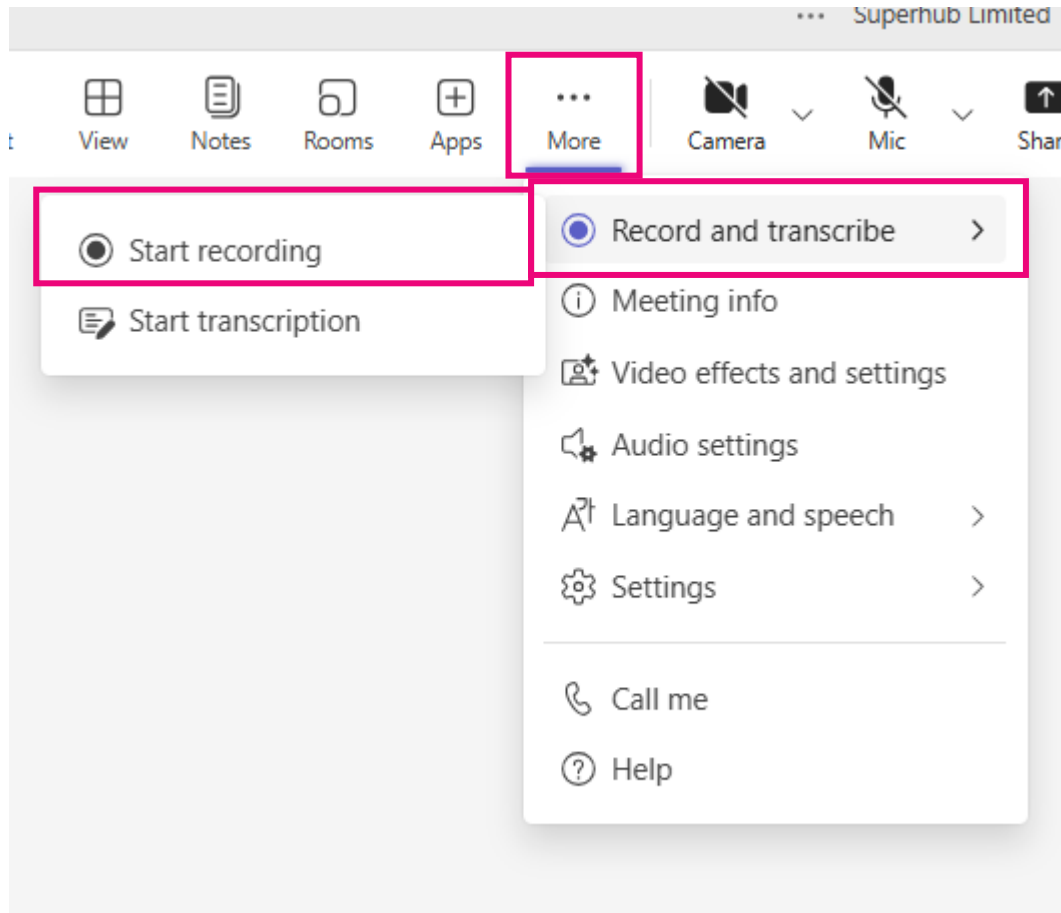 Superhub Limited
View Notes Rooms Apps More Camera Mic Shar
Start recording
Start transcription
Record and transcribe
Meeting info
Video effects and settings
Audio settings
Language and speech
Settings
Call me
Help